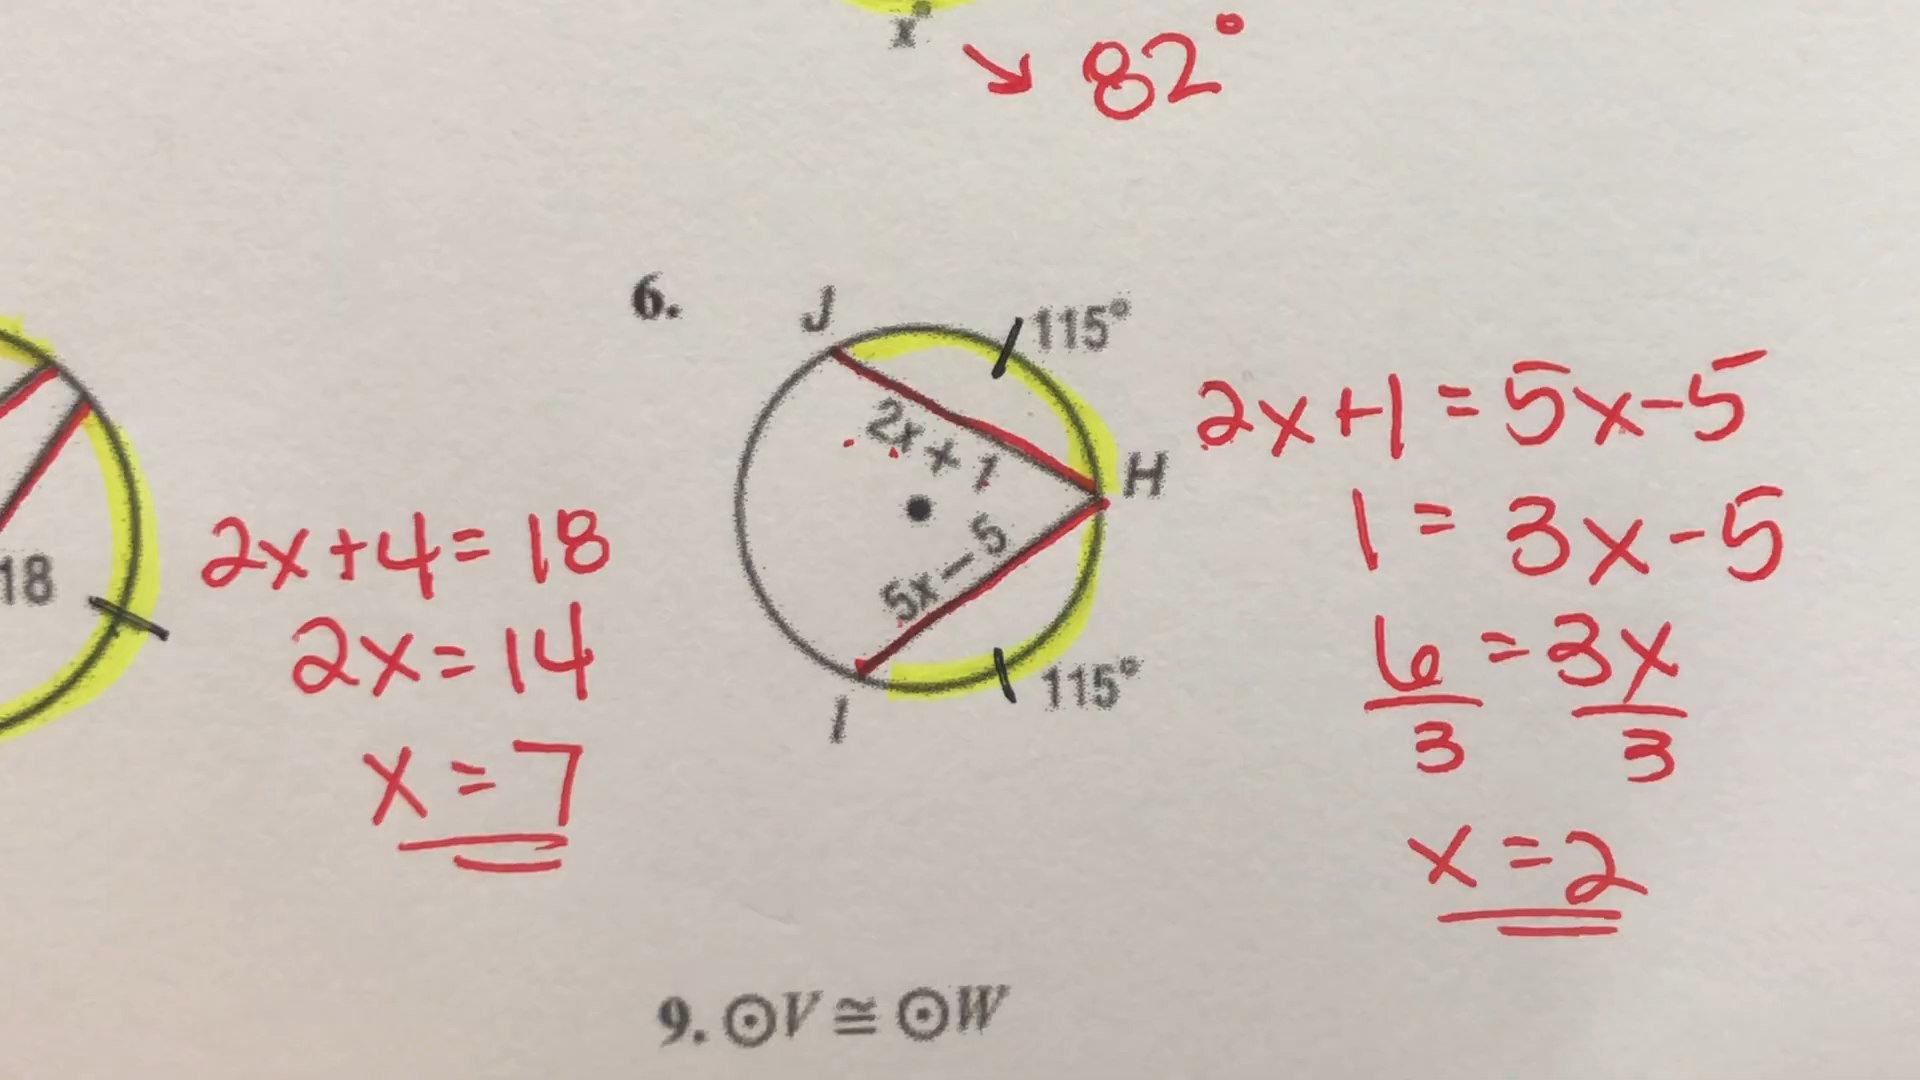 x°
82°
6.
J
115°
2x + 1
H
5x – 5
I
115°
2x+1 = 5x-5
1 = 3x-5
6 = 3x
3 3
x = 2
18
2x+4 = 18
2x = 14
x = 7
9. ⊙V ≅ ⊙W